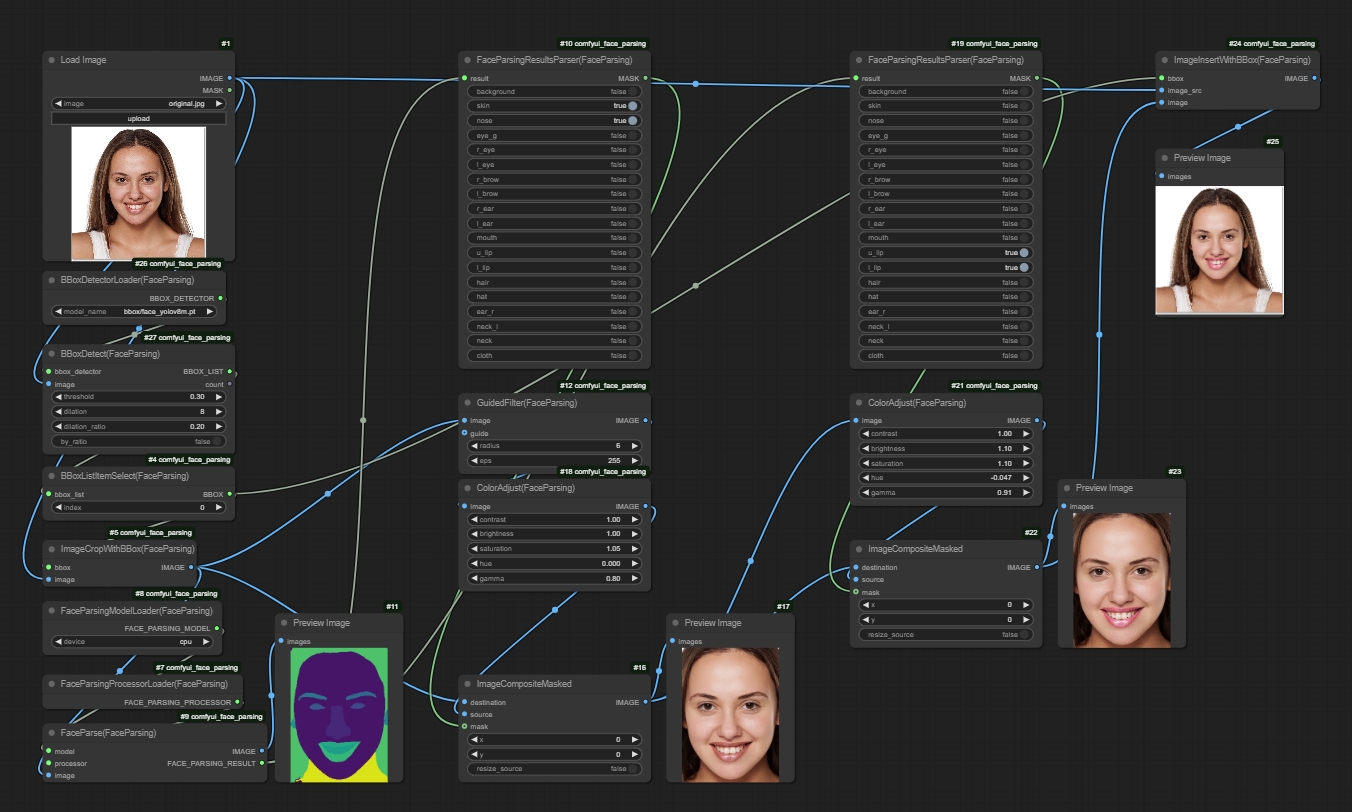 #1
Load Image
IMAGE
MASK
image original.jpg
upload
#26 comfyui_face_parsing
BBoxDetectorLoader(FaceParsing)
BBOX_DETECTOR
model_name bbox/face_yolov8m.pt
#27 comfyui_face_parsing
BBoxDetect(FaceParsing)
bbox_detector BBOX_LIST
image count
threshold 0.30
dilation 8
dilation_ratio 0.20
by_ratio false
#4 comfyui_face_parsing
BBoxListItemSelect(FaceParsing)
bbox_list BBOX
index 0
#5 comfyui_face_parsing
ImageCropWithBBox(FaceParsing)
bbox IMAGE
image
#8 comfyui_face_parsing
FaceParsingModelLoader(FaceParsing)
FACE_PARSING_MODEL
device cpu
#7 comfyui_face_parsing
FaceParsingProcessorLoader(FaceParsing)
FACE_PARSING_PROCESSOR
#9 comfyui_face_parsing
FaceParse(FaceParsing)
model IMAGE
processor FACE_PARSING_RESULT
image
#11
Preview Image
images
#10 comfyui_face_parsing
FaceParsingResultsParser(FaceParsing)
result MASK
background false
skin true
nose true
eye_g false
r_eye false
l_eye false
r_brow false
l_brow false
r_ear false
l_ear false
mouth false
u_lip false
l_lip false
hair false
hat false
ear_r false
neck_l false
neck false
cloth false
#12 comfyui_face_parsing
GuidedFilter(FaceParsing)
image IMAGE
guide
radius 6
eps 255
#18 comfyui_face_parsing
ColorAdjust(FaceParsing)
image IMAGE
contrast 1.00
brightness 1.00
saturation 1.05
hue 0.000
gamma 0.80
#16
ImageCompositeMasked
destination IMAGE
source
mask
x 0
y 0
resize_source false
#17
Preview Image
images
#19 comfyui_face_parsing
FaceParsingResultsParser(FaceParsing)
result MASK
background false
skin false
nose false
eye_g false
r_eye false
l_eye false
r_brow false
l_brow false
r_ear false
l_ear false
mouth false
u_lip true
l_lip true
hair false
hat false
ear_r false
neck_l false
neck false
cloth false
#21 comfyui_face_parsing
ColorAdjust(FaceParsing)
image IMAGE
contrast 1.00
brightness 1.10
saturation 1.10
hue -0.047
gamma 0.91
#22
ImageCompositeMasked
destination IMAGE
source
mask
x 0
y 0
resize_source false
#23
Preview Image
images
#24 comfyui_face_parsing
ImageInsertWithBBox(FaceParsing)
bbox IMAGE
image_src
image
#25
Preview Image
images